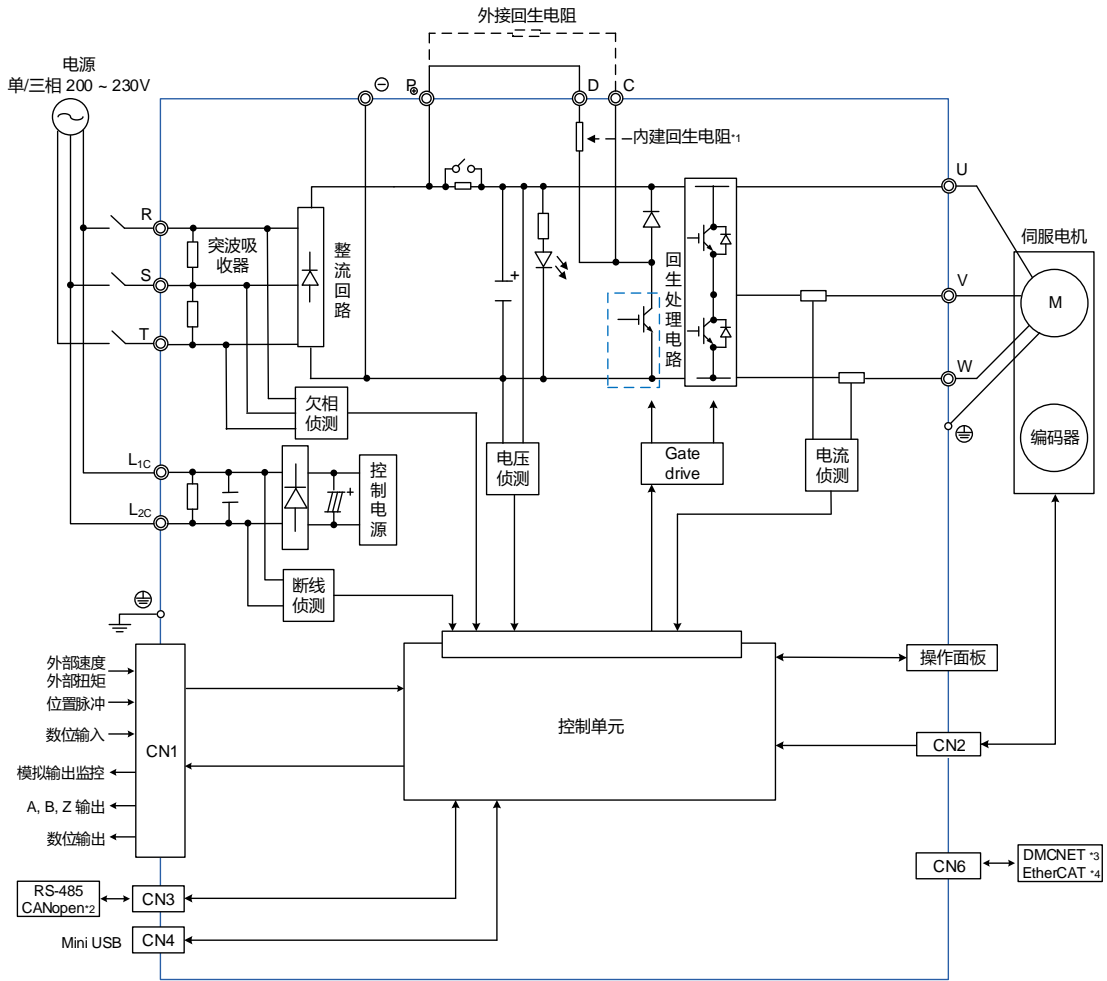 外接回生电阻
电源
单/三相 200 ~ 230V
⊖
P⊕
D
C
内建回生电阻*1
R
S
T
突波吸
收器
整流回路
回生处理电路
U
V
W
伺服电机
M
编码器
欠相
侦测
L1C
L2C
控制电源
电压
侦测
Gate
drive
电流
侦测
断线
侦测
外部速度
外部扭矩
位置脉冲
数位输入
模拟输出监控
A, B, Z 输出
数位输出
CN1
控制单元
操作面板
CN2
CN6
DMCNET *3
EtherCAT *4
RS-485
CANopen*2
CN3
Mini USB
CN4
+
+